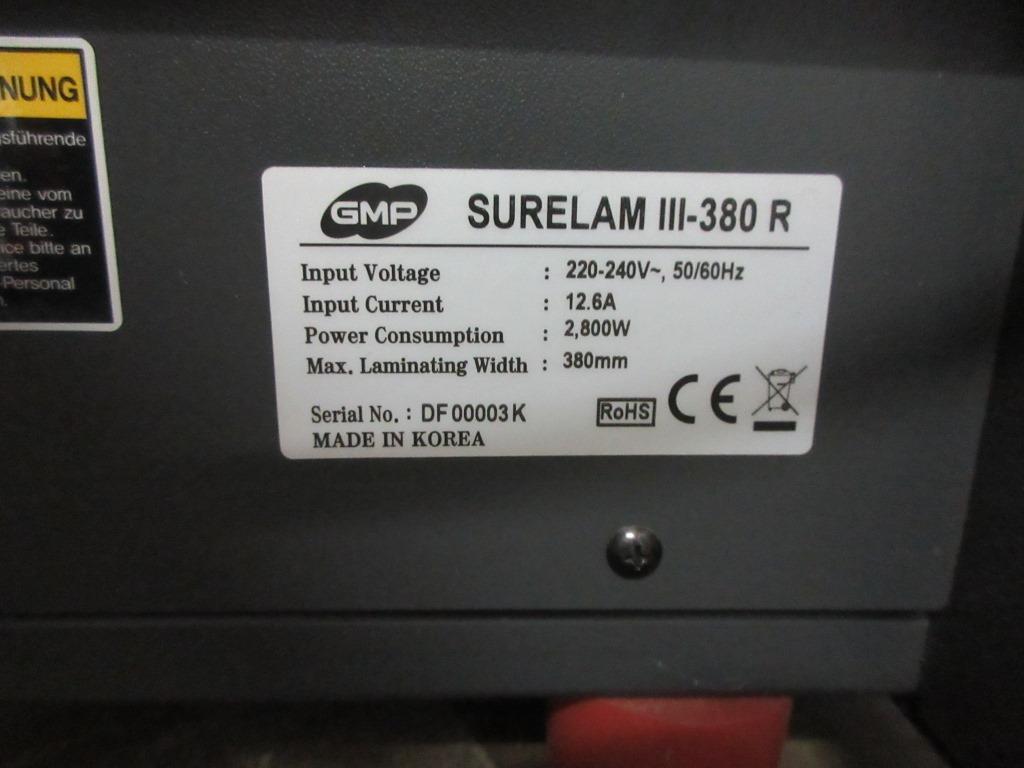 NUNG
sführende
en.
eine vom
aucher zu
e Teile.
ice bitte an
ertes
-Personal
n.
GMP SURELAM III-380 R
Input Voltage : 220-240V~, 50/60Hz
Input Current : 12.6A
Power Consumption : 2,800W
Max. Laminating Width : 380mm
Serial No. : DF00003K RoHS CE
MADE IN KOREA